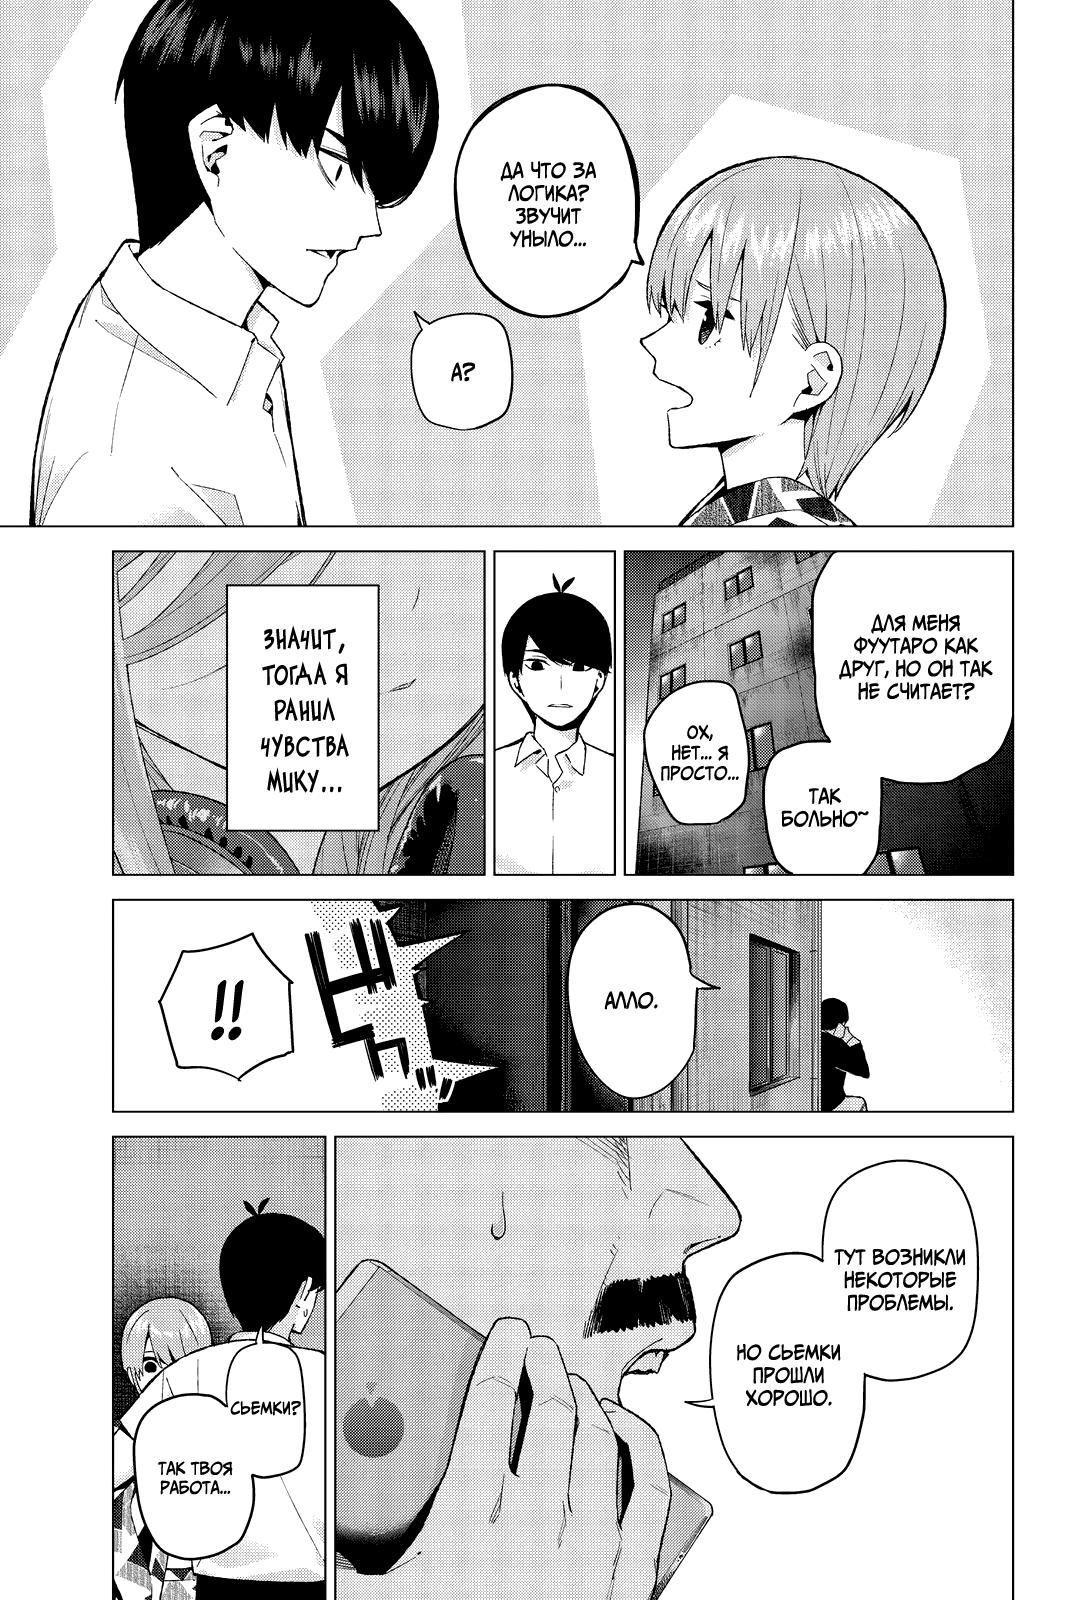 ДА ЧТО ЗА
ЛОГИКА?
ЗВУЧИТ
УНЫЛО...
А?
ДЛЯ МЕНЯ
ФУУТАРО КАК
ДРУГ, НО ОН ТАК
НЕ СЧИТАЕТ?
ОХ,
НЕТ... Я
ПРОСТО...
ТАК
БОЛЬНО~
ЗНАЧИТ,
ТОГДА Я
РАНИЛ
ЧУВСТВА
МИКУ...
АЛЛО.
!!
ТУТ ВОЗНИКЛИ
НЕКОТОРЫЕ
ПРОБЛЕМЫ.
НО СЬЕМКИ
ПРОШЛИ
ХОРОШО.
СЬЕМКИ?
ТАК ТВОЯ
РАБОТА...